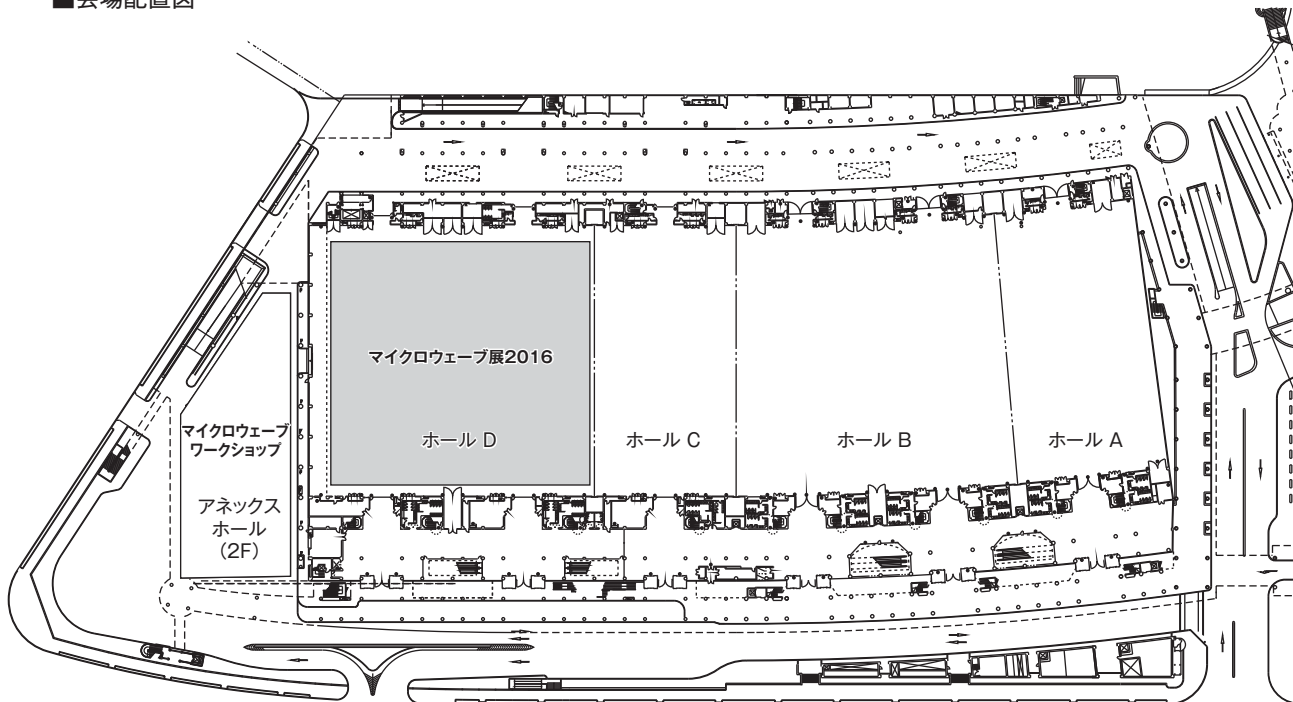 ■会場配置図
マイクロウェーブ展2016
ホール D
ホール C
ホール B
ホール A
マイクロウェーブ
ワークショップ
アネックス
ホール
(2F)